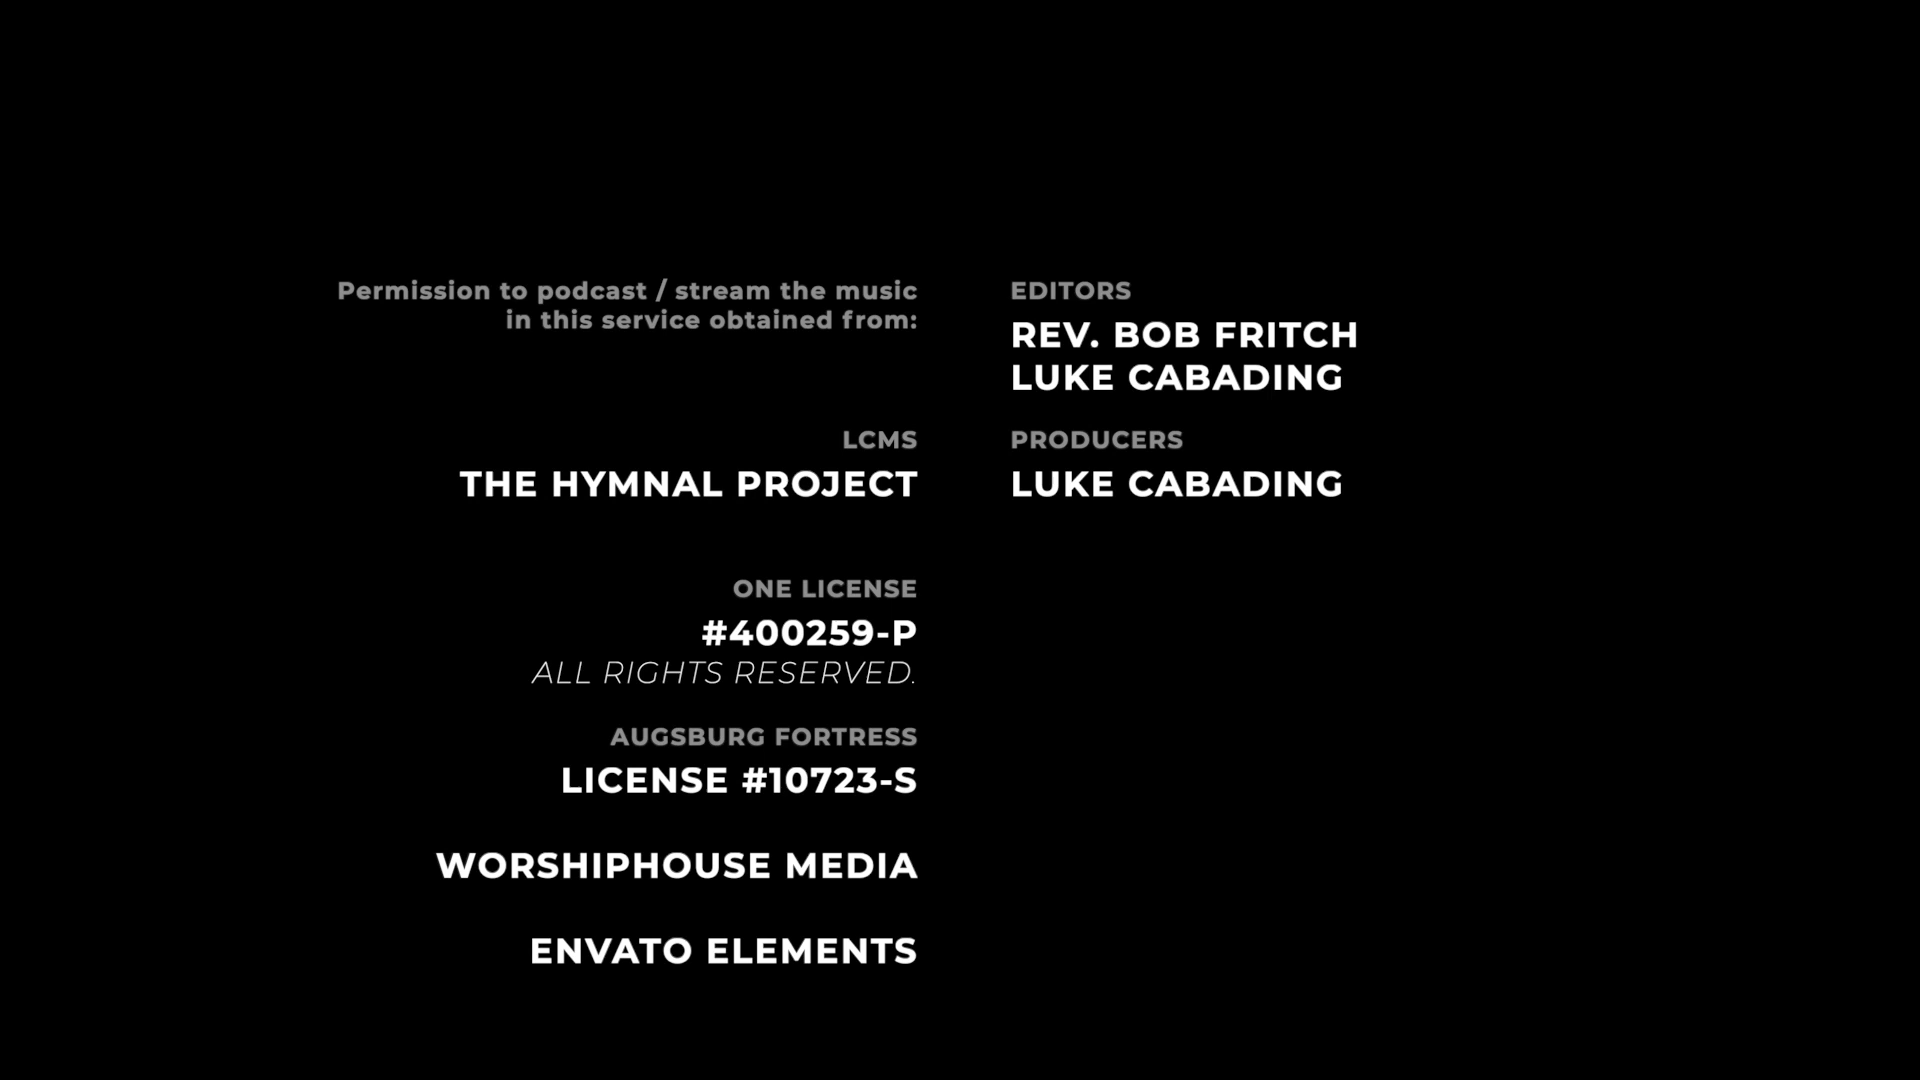 Permission to podcast / stream the music
in this service obtained from:
LCMS
THE HYMNAL PROJECT
ONE LICENSE
#400259-P
ALL RIGHTS RESERVED.
AUGSBURG FORTRESS
LICENSE #10723-S
WORSHIPHOUSE MEDIA
ENVATO ELEMENTS
EDITORS
REV. BOB FRITCH
LUKE CABADING
PRODUCERS
LUKE CABADING